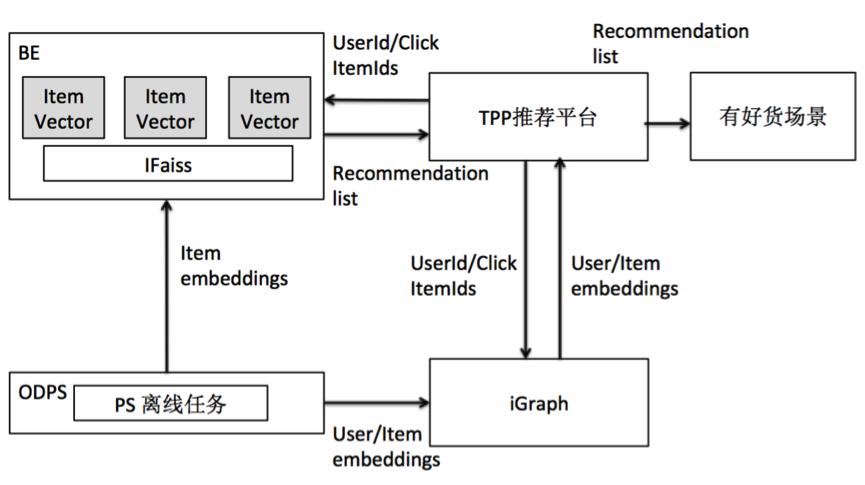 BE
Item
Vector
Item
Vector
Item
Vector
IFaiss
UserId/Click
ItemIds
Recommendation
list
TPP推荐平台
Recommendation
list
有好货场景
Item
embeddings
UserId/Click
ItemIds
User/Item
embeddings
ODPS
PS 离线任务
User/Item
embeddings
iGraph